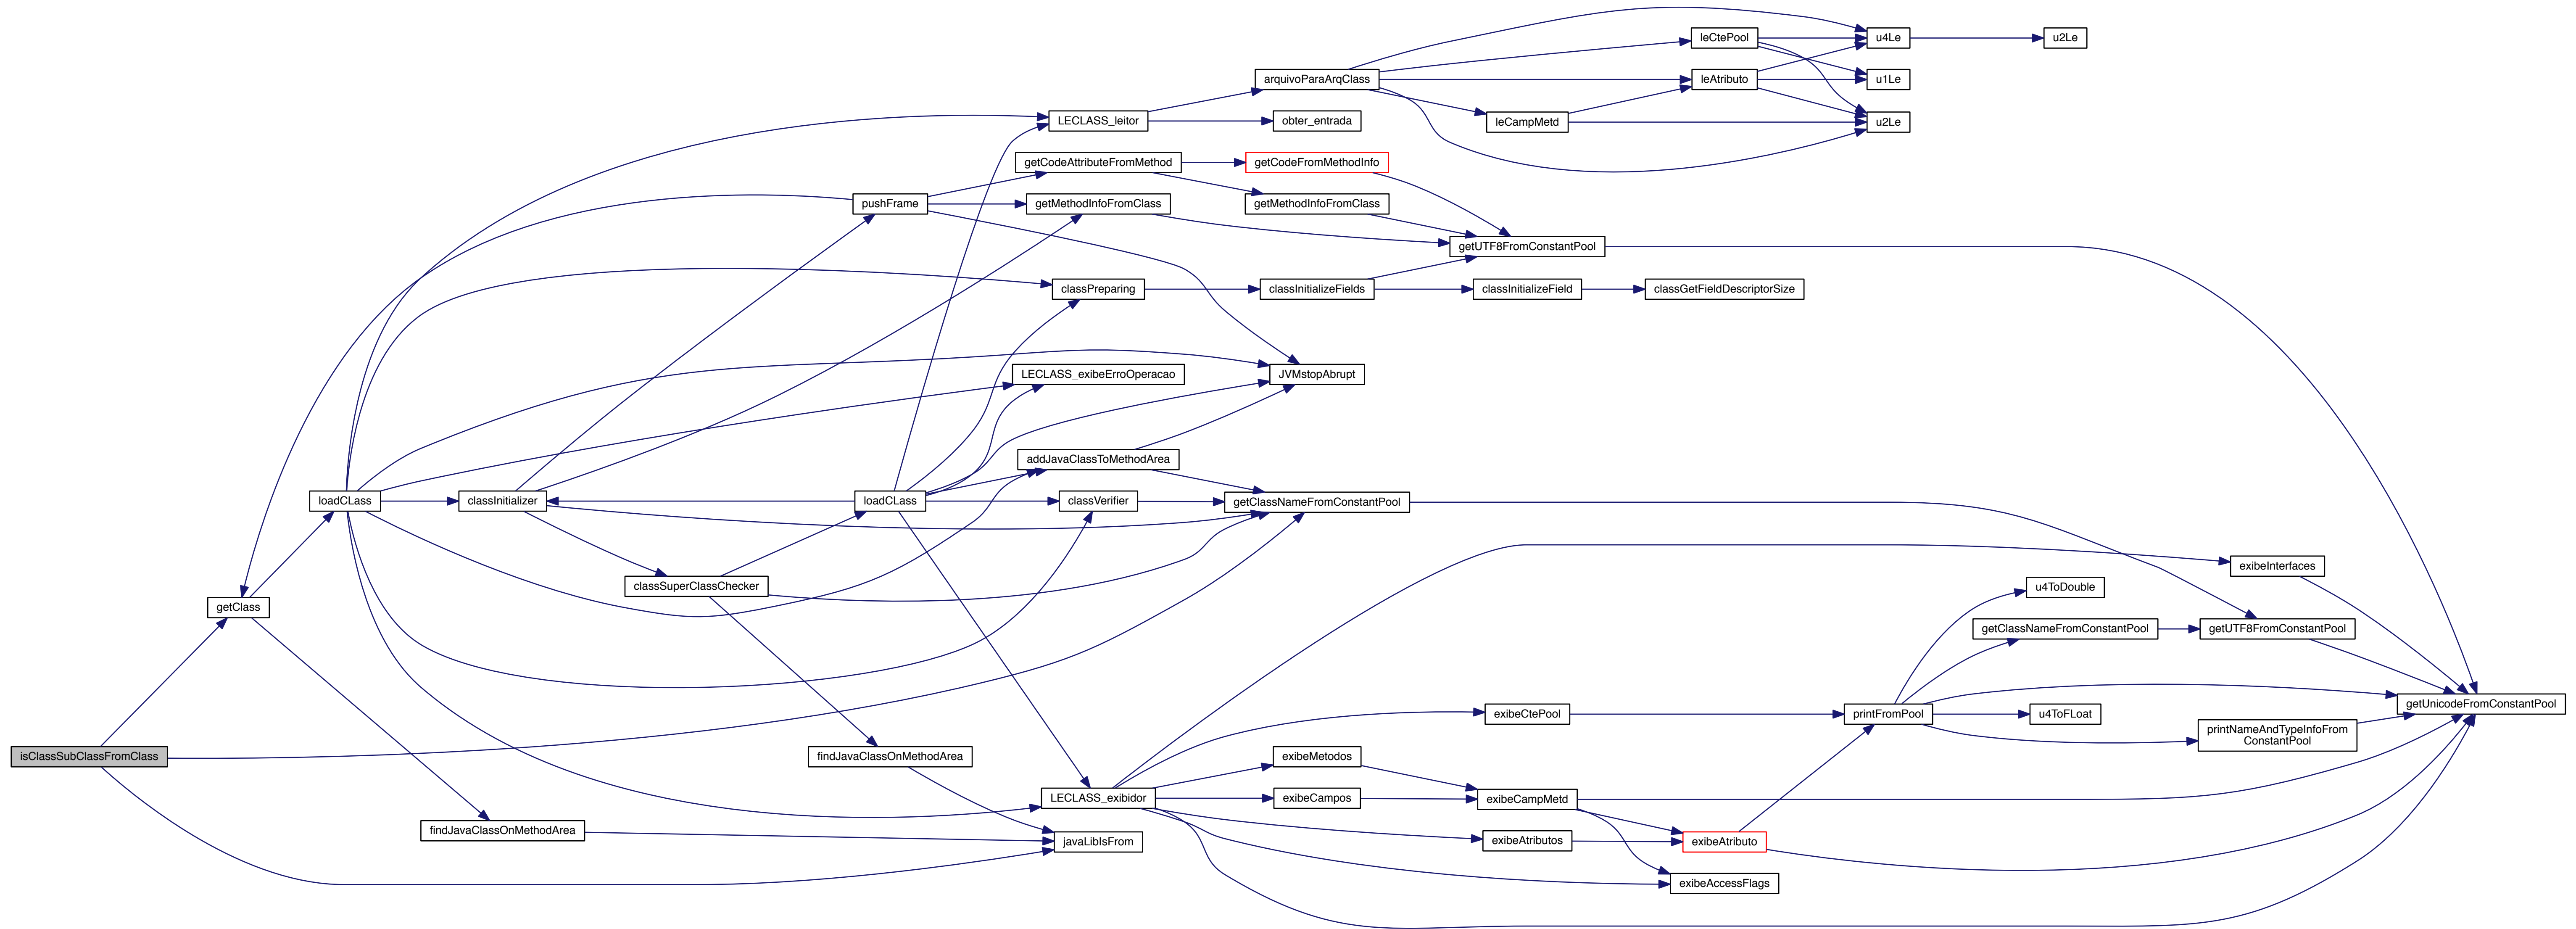 leCtePool
u4Le
u2Le
arquivoParaArqClass
leAtributo
u1Le
LECLASS_leitor
obter_entrada
leCampMetd
u2Le
getCodeAttributeFromMethod
getCodeFromMethodInfo
pushFrame
getMethodInfoFromClass
getMethodInfoFromClass
getUTF8FromConstantPool
classPreparing
classInitializeFields
classInitializeField
classGetFieldDescriptorSize
LECLASS_exibeErroOperacao
JVMstopAbrupt
addJavaClassToMethodArea
loadCLass
classInitializer
loadCLass
classVerifier
getClassNameFromConstantPool
exibeInterfaces
classSuperClassChecker
u4ToDouble
getClass
getClassNameFromConstantPool
getUTF8FromConstantPool
getUnicodeFromConstantPool
exibeCtePool
printFromPool
u4ToFLoat
printNameAndTypeInfoFrom
ConstantPool
isClassSubClassFromClass
findJavaClassOnMethodArea
exibeMetodos
LECLASS_exibidor
exibeCampos
exibeCampMetd
findJavaClassOnMethodArea
javaLibIsFrom
exibeAtributos
exibeAtributo
exibeAccessFlags